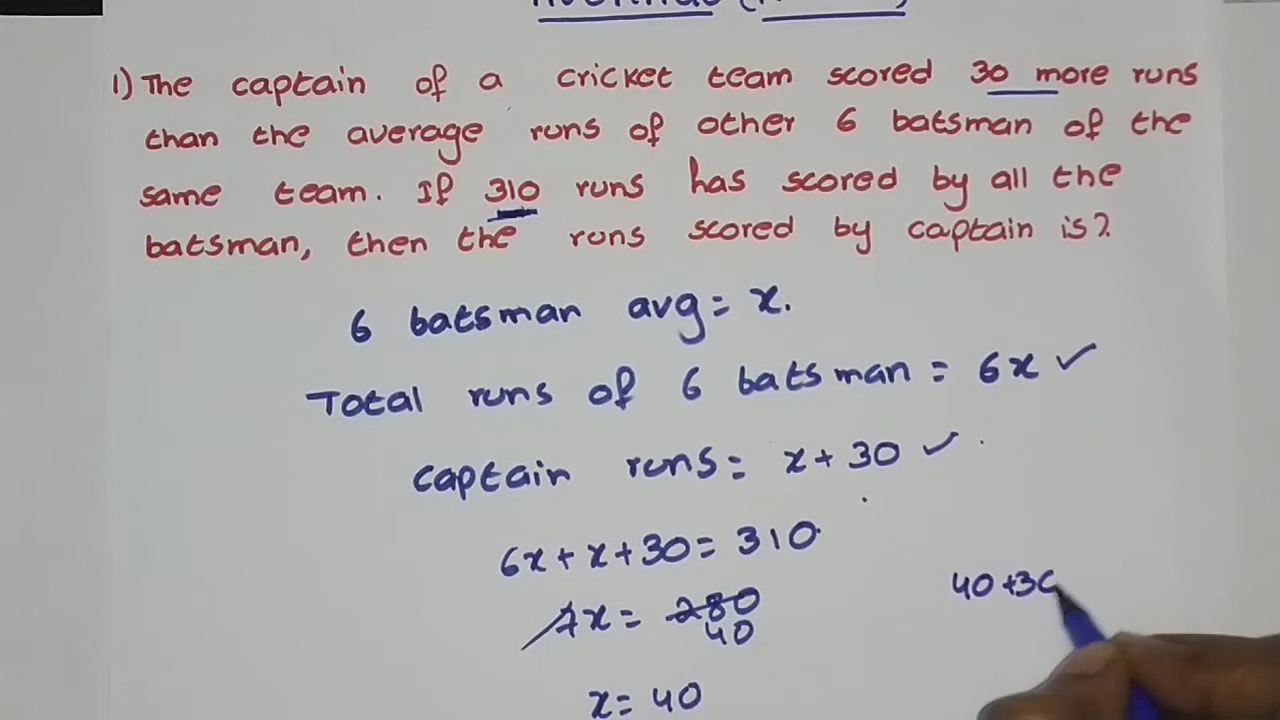 1) The captain of a cricket team scored 30 more runs
than the average runs of other 6 batsman of the
same team. If 310 runs has scored by all the
batsman, then the runs scored by captain is?
6 batsman avg = x.
Total runs of 6 batsman = 6x ✓
captain runs = x + 30 ✓
6x + x + 30 = 310
7x = 280
40
x = 40
40 + 30